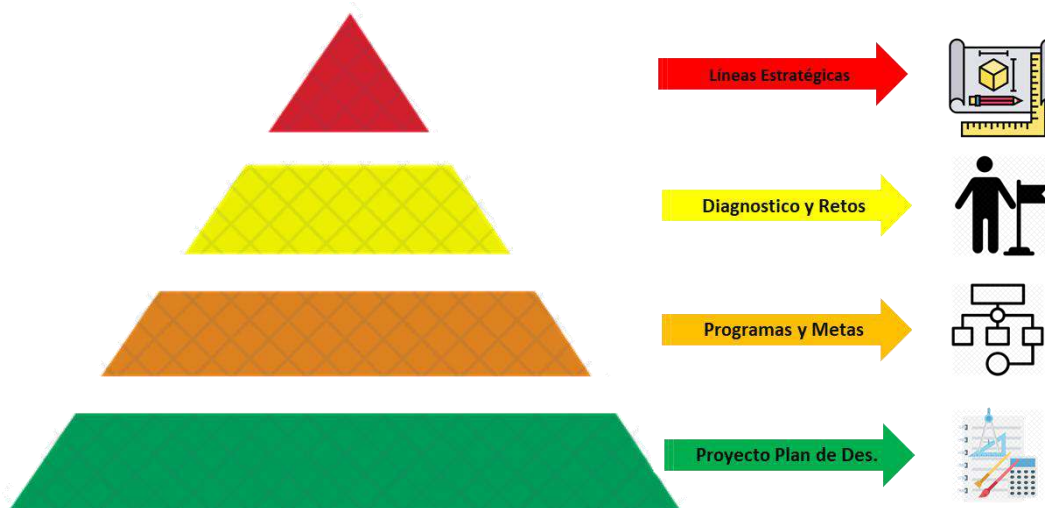 Líneas Estratégicas
Diagnostico y Retos
Programas y Metas
Proyecto Plan de Des.